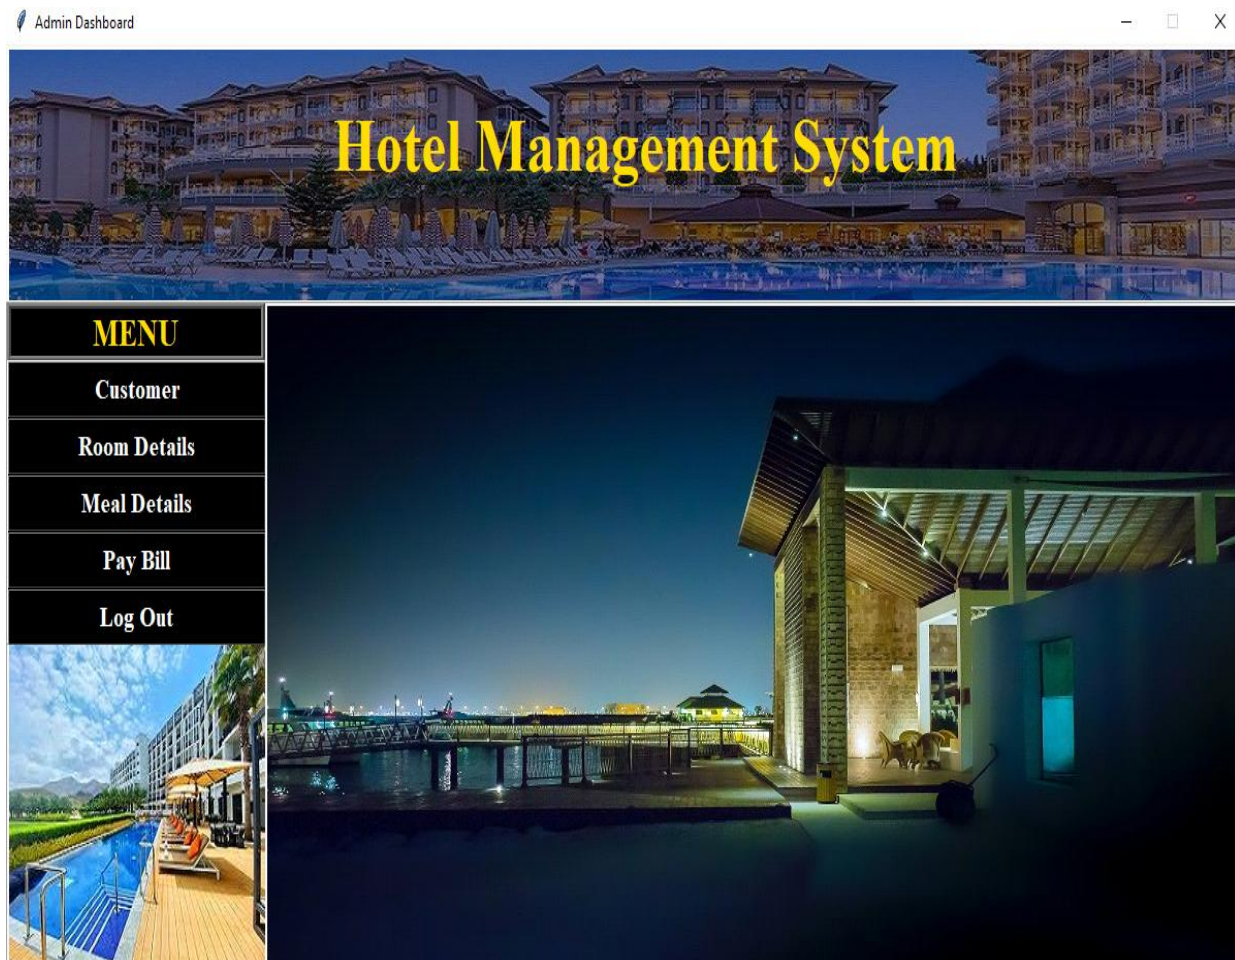 Admin Dashboard
Hotel Management System
MENU
Customer
Room Details
Meal Details
Pay Bill
Log Out